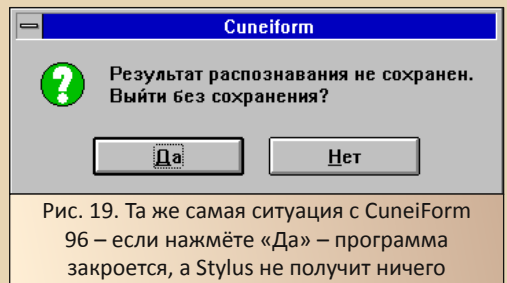 Cuneiform
Результат распознавания не сохранен.
Выйти без сохранения?
Да
Нет
Рис. 19. Та же самая ситуация с CuneiForm
96 – если нажмёте «Да» – программа
закроется, а Stylus не получит ничего